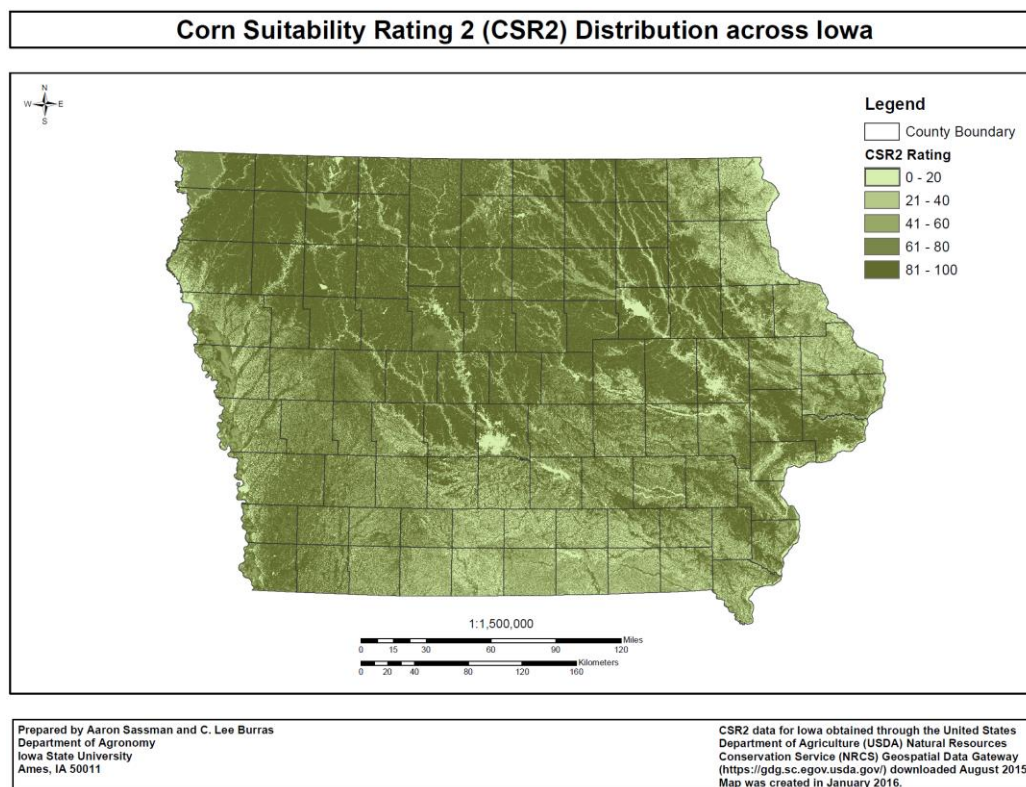 Corn Suitability Rating 2 (CSR2) Distribution across Iowa
N
W E
S
Legend
County Boundary
CSR2 Rating
0 - 20
21 - 40
41 - 60
61 - 80
81 - 100
1:1,500,000
Miles
0 15 30 60 90 120
Kilometers
0 20 40 80 120 160
Prepared by Aaron Sassman and C. Lee Burras
Department of Agronomy
Iowa State University
Ames, IA 50011
CSR2 data for Iowa obtained through the United States
Department of Agriculture (USDA) Natural Resources
Conservation Service (NRCS) Geospatial Data Gateway
(https://gdg.sc.egov.usda.gov/) downloaded August 2015
Map was created in January 2016.